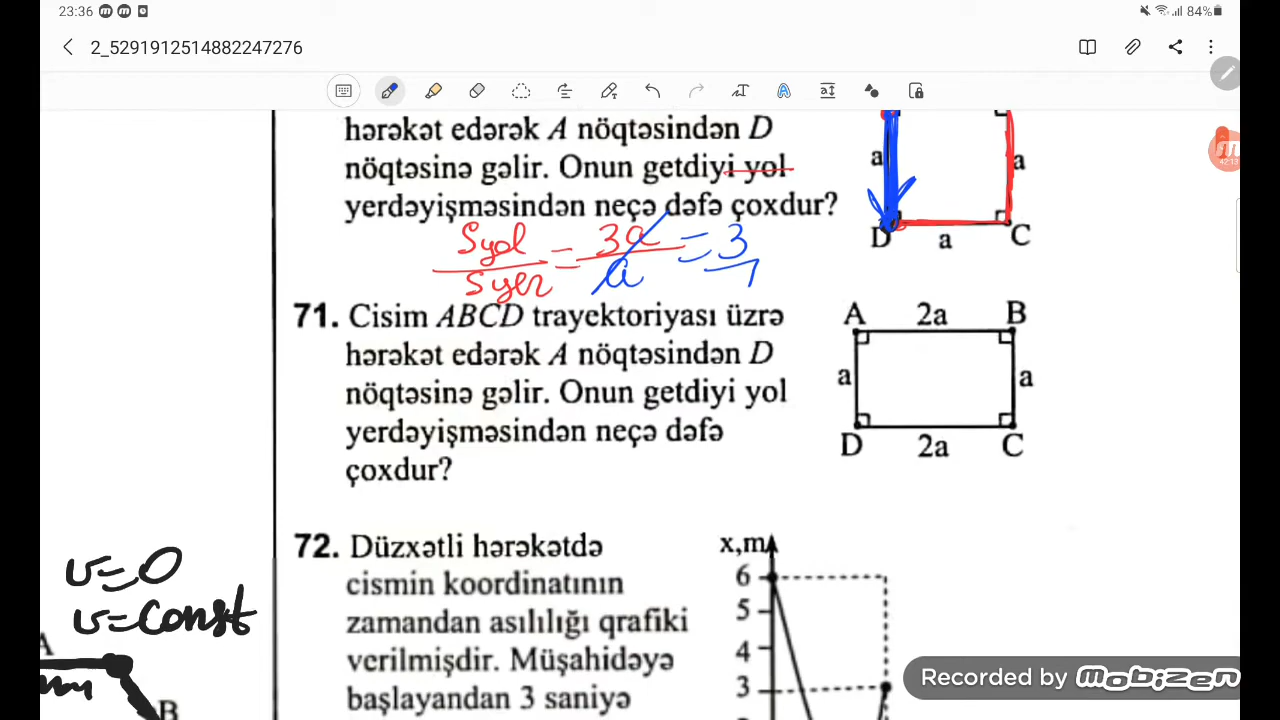 23:36
84%
2_5291912514882247276
hərəkət edərək A nöqtəsindən D
nöqtəsinə gəlir. Onun getdiyi yol
yerdəyişməsindən neçə dəfə çoxdur?
a
a
D
a
C
Syol/Syer = 3a/a = 3
71. Cisim ABCD trayektoriyası üzrə
hərəkət edərək A nöqtəsindən D
nöqtəsinə gəlir. Onun getdiyi yol
yerdəyişməsindən neçə dəfə
çoxdur?
A 2a B
a
a
D 2a C
72. Düzxətli hərəkətdə
cismin koordinatının
zamandan asılılığı qrafiki
verilmişdir. Müşahidəyə
başlayandan 3 saniyə
x,m
6
5
4
3
v=0
v=const
A
B
42:13
Recorded by mobizen